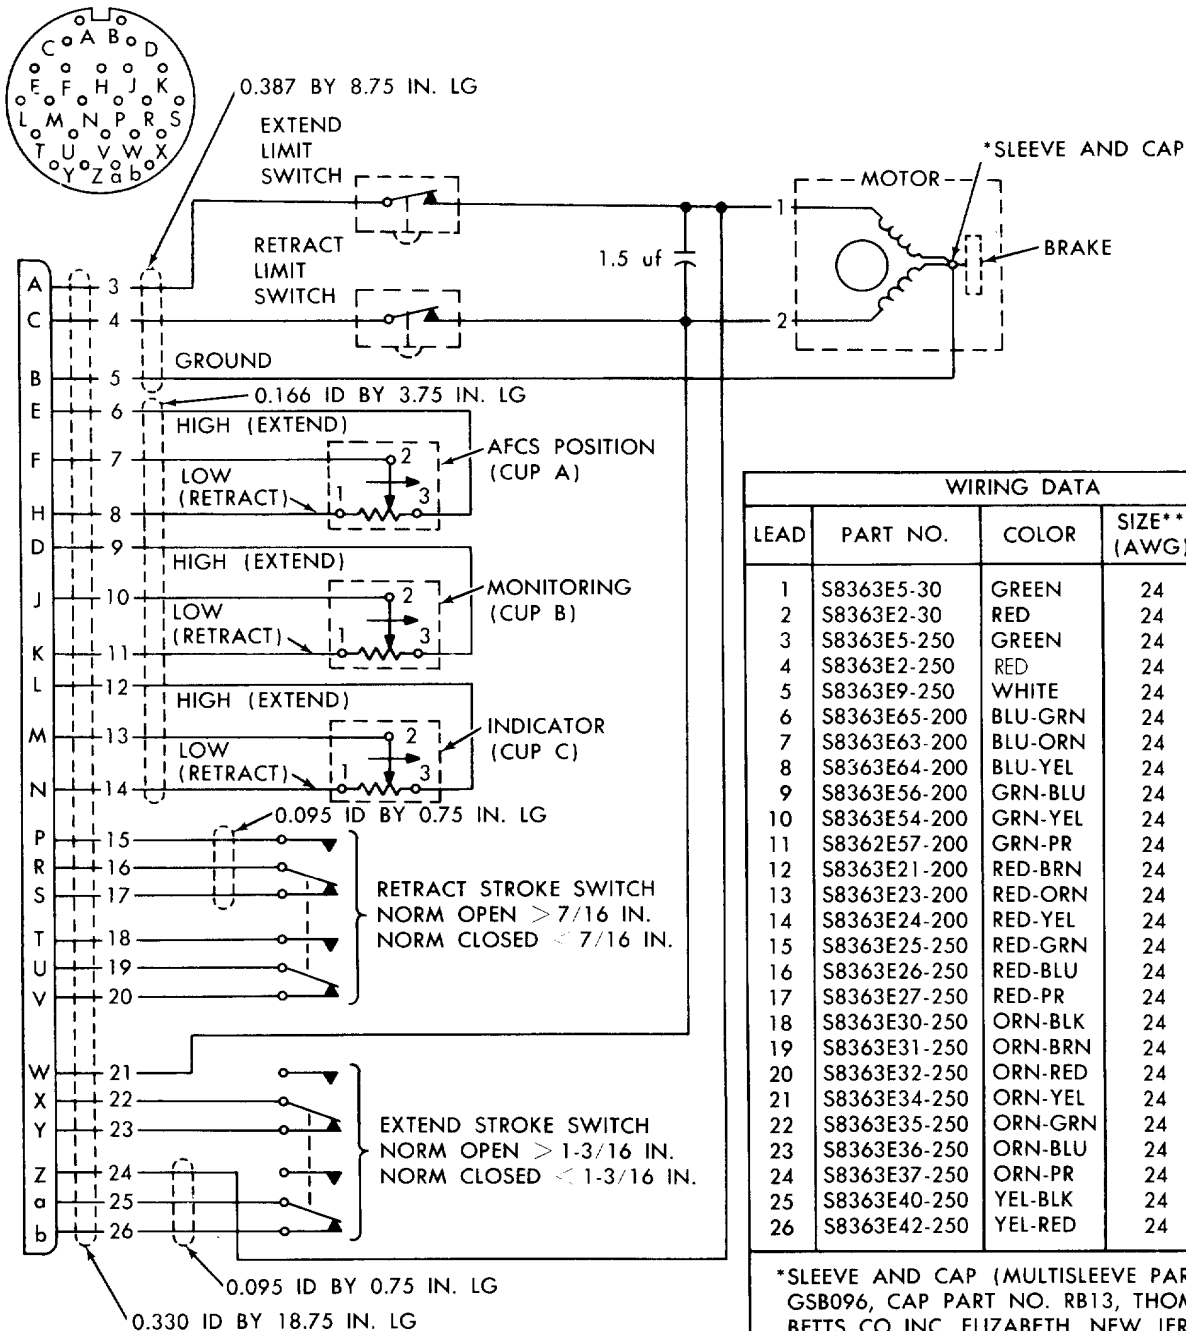 A B
C D
E F H J K
L M N P R S
T U V W X
Y Z a b
0.387 BY 8.75 IN. LG
EXTEND
LIMIT
SWITCH
*SLEEVE AND CAP
MOTOR
1
BRAKE
1.5 uf
RETRACT
LIMIT
SWITCH
2
A 3
C 4
GROUND
B 5
0.166 ID BY 3.75 IN. LG
E 6
HIGH (EXTEND)
F 7
2
AFCS POSITION
(CUP A)
LOW
(RETRACT)
1 3
H 8
D 9
HIGH (EXTEND)
J 10
2
MONITORING
(CUP B)
LOW
(RETRACT)
1 3
K 11
L 12
HIGH (EXTEND)
M 13
2
INDICATOR
(CUP C)
LOW
(RETRACT)
1 3
N 14
0.095 ID BY 0.75 IN. LG
P 15
R 16
S 17
T 18
U 19
V 20
RETRACT STROKE SWITCH
NORM OPEN > 7/16 IN.
NORM CLOSED < 7/16 IN.
W 21
X 22
Y 23
Z 24
a 25
b 26
EXTEND STROKE SWITCH
NORM OPEN > 1-3/16 IN.
NORM CLOSED < 1-3/16 IN.
0.095 ID BY 0.75 IN. LG
0.330 ID BY 18.75 IN. LG
WIRING DATA
LEAD PART NO. COLOR SIZE** (AWG)
1 S8363E5-30 GREEN 24
2 S8363E2-30 RED 24
3 S8363E5-250 GREEN 24
4 S8363E2-250 RED 24
5 S8363E9-250 WHITE 24
6 S8363E65-200 BLU-GRN 24
7 S8363E63-200 BLU-ORN 24
8 S8363E64-200 BLU-YEL 24
9 S8363E56-200 GRN-BLU 24
10 S8363E54-200 GRN-YEL 24
11 S8362E57-200 GRN-PR 24
12 S8363E21-200 RED-BRN 24
13 S8363E23-200 RED-ORN 24
14 S8363E24-200 RED-YEL 24
15 S8363E25-250 RED-GRN 24
16 S8363E26-250 RED-BLU 24
17 S8363E27-250 RED-PR 24
18 S8363E30-250 ORN-BLK 24
19 S8363E31-250 ORN-BRN 24
20 S8363E32-250 ORN-RED 24
21 S8363E34-250 ORN-YEL 24
22 S8363E35-250 ORN-GRN 24
23 S8363E36-250 ORN-BLU 24
24 S8363E37-250 ORN-PR 24
25 S8363E40-250 YEL-BLK 24
26 S8363E42-250 YEL-RED 24
*SLEEVE AND CAP (MULTISLEEVE PAR
GSB096, CAP PART NO. RB13, THOM
BETTS CO INC, ELIZABETH, NEW JER